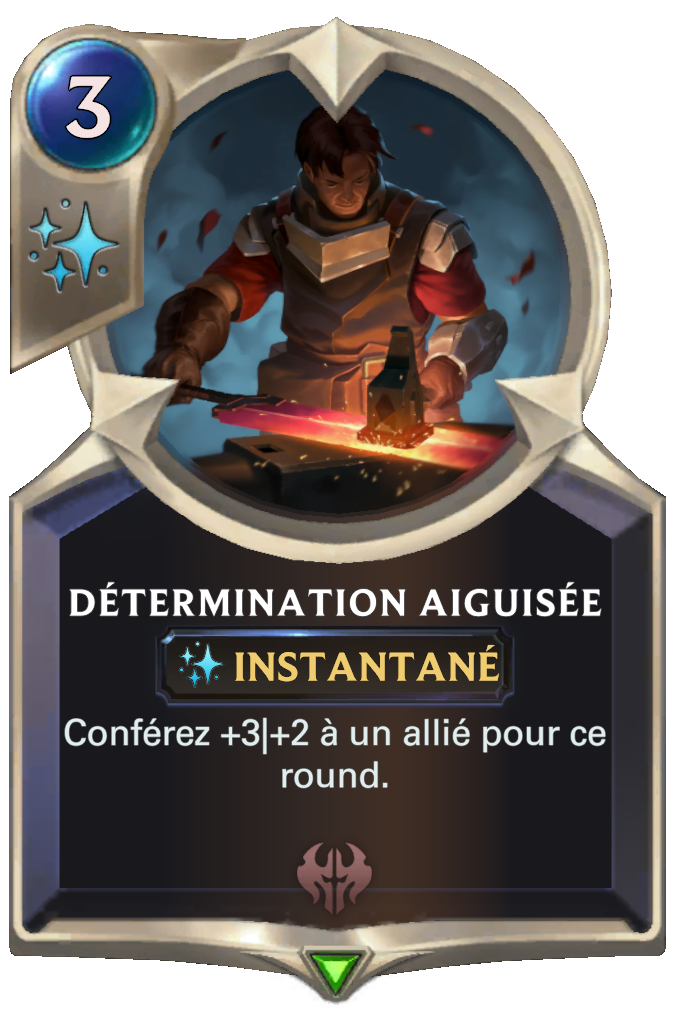 3
DÉTERMINATION AIGUISÉE
INSTANTANÉ
Conférez +3|+2 à un allié pour ce
round.